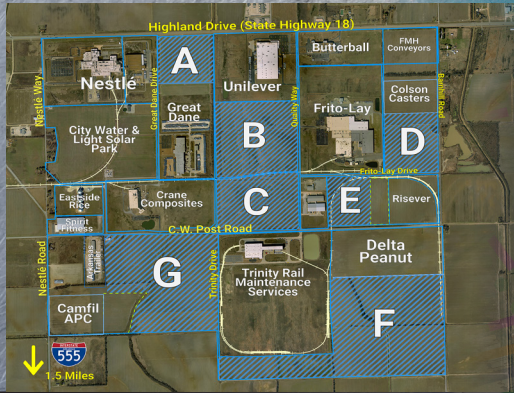 Highland Drive (State Highway 18)
Butterball
FMH
Conveyors
A
Nestlé
Unilever
Nestlé Way
Great Dane Drive
Quality Way
Barnhill Road
Colson
Casters
Great
Dane
Frito-Lay
City Water &
Light Solar
Park
B
D
Frito-Lay Drive
Eastside
Rice
Crane
Composites
C
E
Risever
Spirit
Fitness
C.W. Post Road
Nestlé Road
Arkansas
Trailer
G
Trinity Drive
Trinity Rail
Maintenance
Services
Delta
Peanut
Camfil
APC
F
555
1.5 Miles